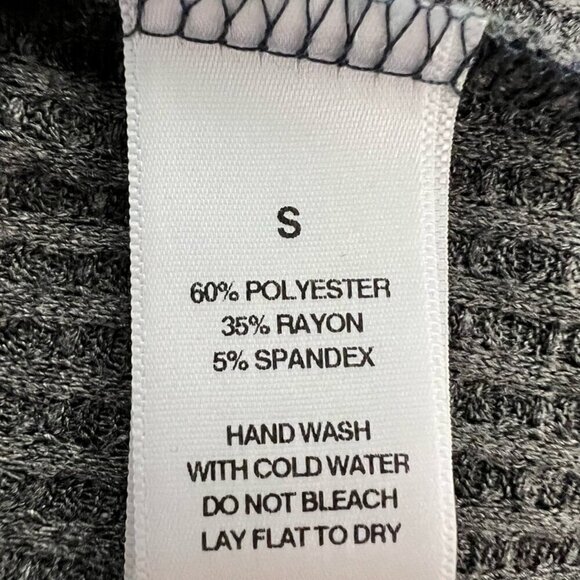 S
60% POLYESTER
35% RAYON
5% SPANDEX
HAND WASH
WITH COLD WATER
DO NOT BLEACH
LAY FLAT TO DRY